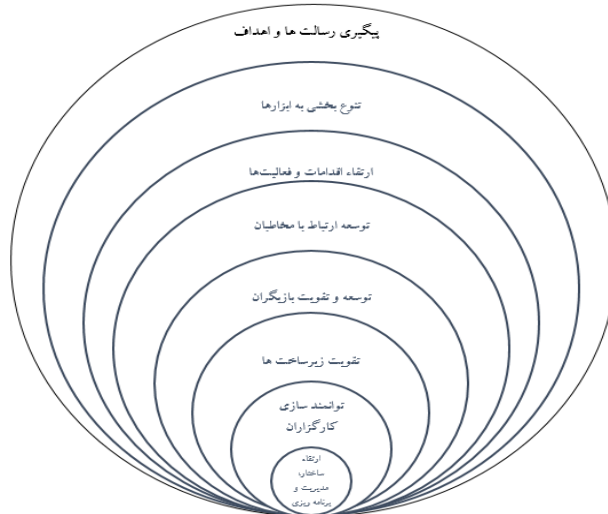 پیگیری رسالت ها و اهداف
تنوع بخشی به ابزارها
ارتقاء اقدامات و فعالیت‌ها
توسعه ارتباط با مخاطبان
توسعه و تقویت بازیگران
تقویت زیرساخت ها
توانمند سازی
کارگزاران
ارتقاء
ساختار،
مدیریت و
برنامه ریزی